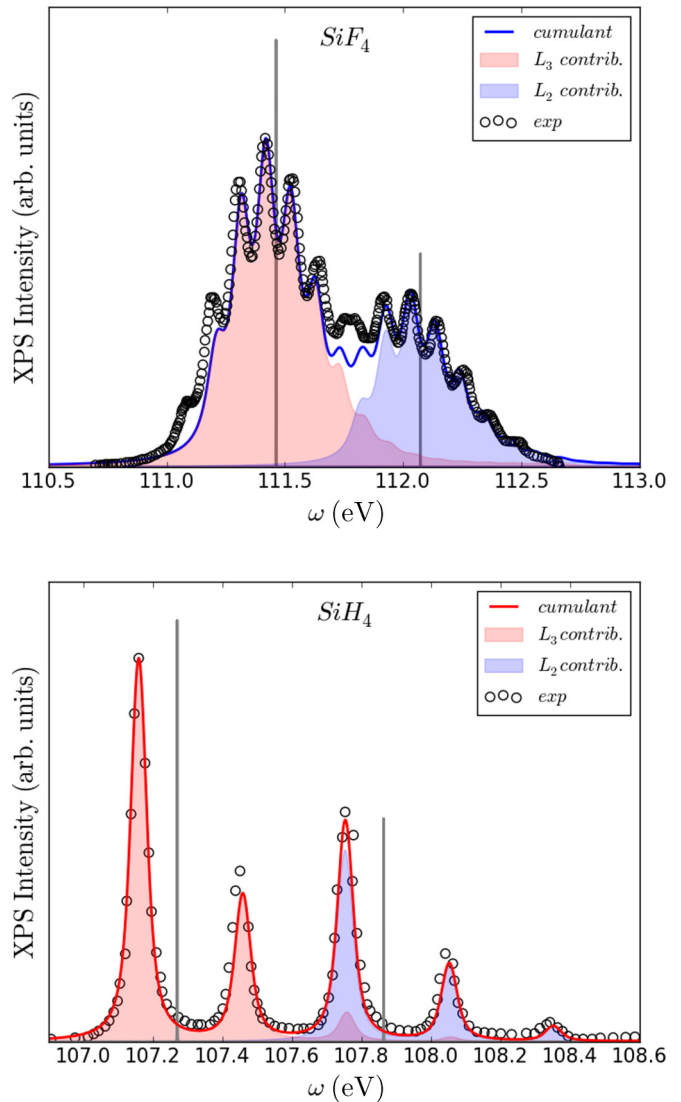 SiF₄
cumulant
L₃ contrib.
L₂ contrib.
exp
XPS Intensity (arb. units)
110.5 111.0 111.5 112.0 112.5 113.0
ω (eV)
SiH₄
cumulant
L₃ contrib.
L₂ contrib.
exp
XPS Intensity (arb. units)
107.0 107.2 107.4 107.6 107.8 108.0 108.2 108.4 108.6
ω (eV)